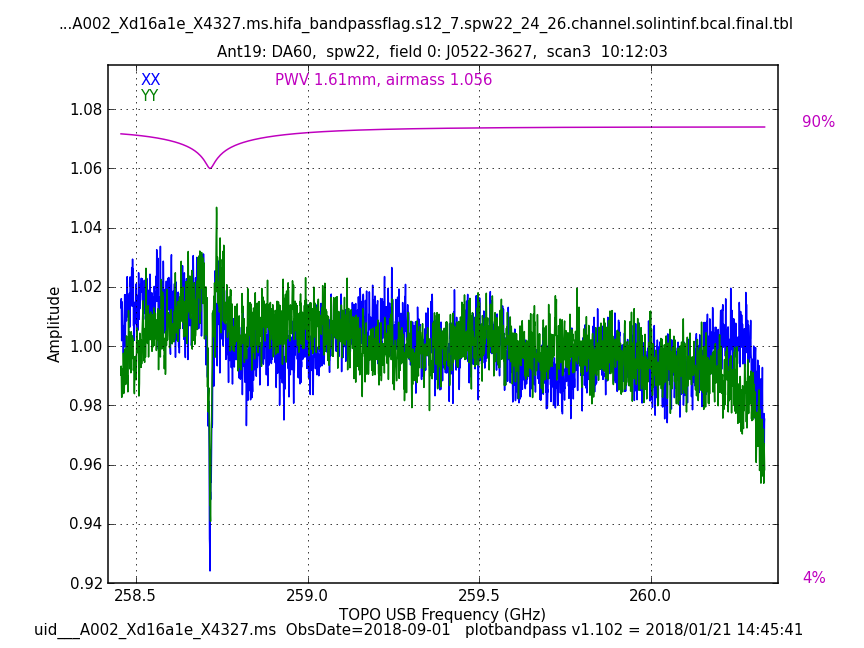 ...A002_Xd16a1e_X4327.ms.hifa_bandpassflag.s12_7.spw22_24_26.channel.solintinf.bcal.final.tbl
Ant19: DA60,  spw22,  field 0: J0522-3627,  scan3  10:12:03
XX
YY
PWV 1.61mm, airmass 1.056
90%
4%
1.08
1.06
1.04
1.02
1.00
0.98
0.96
0.94
0.92
Amplitude
258.5
259.0
259.5
260.0
TOPO USB Frequency (GHz)
uid___A002_Xd16a1e_X4327.ms  ObsDate=2018-09-01   plotbandpass v1.102 = 2018/01/21 14:45:41